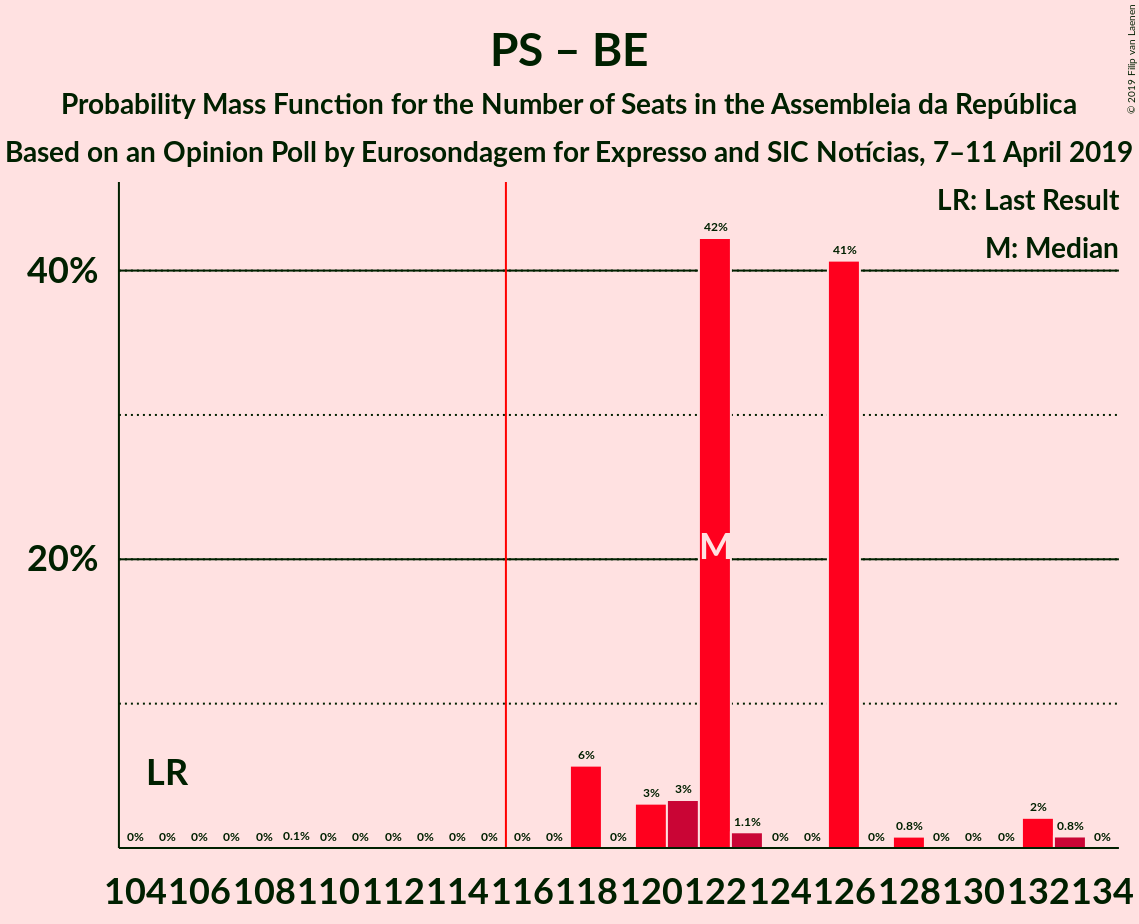 © 2019 Filip van Laenen
PS – BE
Probability Mass Function for the Number of Seats in the Assembleia da República
Based on an Opinion Poll by Eurosondagem for Expresso and SIC Notícias, 7–11 April 2019
LR: Last Result
M: Median
42%
41%
40%
M
20%
LR
6%
3%
3%
2%
1.1%
0.8%
0.8%
0% 0% 0% 0% 0% 0.1% 0% 0% 0% 0% 0% 0% 0% 0% 0% 0% 0% 0% 0% 0% 0% 0%
104 106 108 110 112 114 116 118 120 122 124 126 128 130 132 134